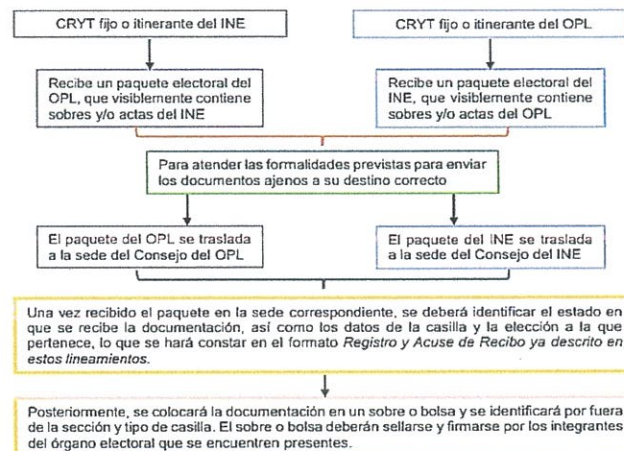 CRYT fijo o itinerante del INE
CRYT fijo o itinerante del OPL
Recibe un paquete electoral del
OPL, que visiblemente contiene
sobres y/o actas del INE
Recibe un paquete electoral del
INE, que visiblemente contiene
sobres y/o actas del OPL
Para atender las formalidades previstas para enviar
los documentos ajenos a su destino correcto
El paquete del OPL se traslada
a la sede del Consejo del OPL
El paquete del INE se traslada
a la sede del Consejo del INE
Una vez recibido el paquete en la sede correspondiente, se deberá identificar el estado en
que se recibe la documentación, así como los datos de la casilla y la elección a la que
pertenece, lo que se hará constar en el formato Registro y Acuse de Recibo ya descrito en
estos lineamientos.
Posteriormente, se colocará la documentación en un sobre o bolsa y se identificará por fuera
de la sección y tipo de casilla. El sobre o bolsa deberán sellarse y firmarse por los integrantes
del órgano electoral que se encuentren presentes.